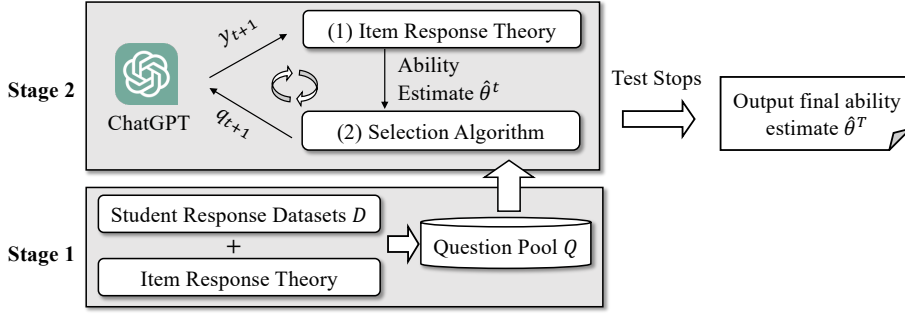 Stage 2
ChatGPT
y_{t+1}
q_{t+1}
(1) Item Response Theory
Ability
Estimate θ̂^t
(2) Selection Algorithm
Test Stops
Output final ability
estimate θ̂^T
Stage 1
Student Response Datasets D
+
Item Response Theory
Question Pool Q